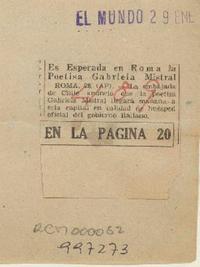 EL MUNDO 29 ENE
Es Esperada en Roma la
Poetisa Gabriela Mistral
ROMA, 28. (AP). — La embajada
de Chile anunció que la poetisa
Gabriela Mistral llegará mañana a
esta capital en calidad de huésped
oficial del gobierno italiano.
EN LA PAGINA 20
RCM000062
997273